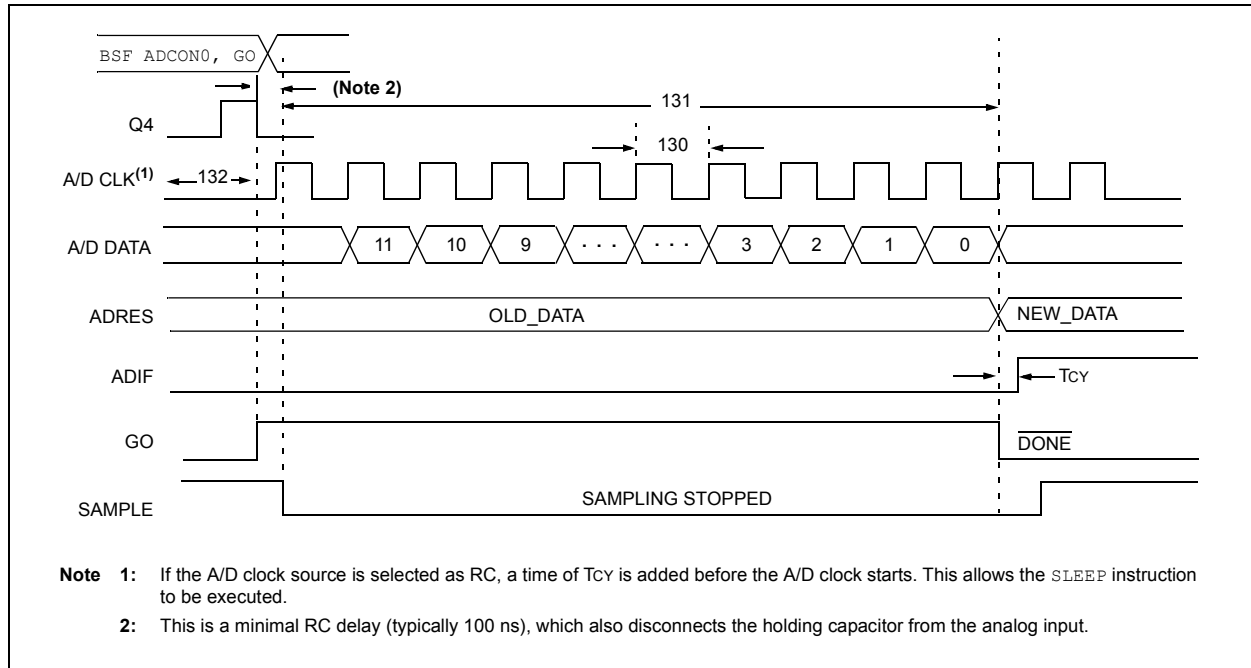 BSF ADCON0, GO
(Note 2)
131
Q4
130
A/D CLK(1)
132
A/D DATA
11 10 9 . . . . . . 3 2 1 0
ADRES
OLD_DATA
NEW_DATA
ADIF
TCY
GO
DONE
SAMPLE
SAMPLING STOPPED
Note 1: If the A/D clock source is selected as RC, a time of TCY is added before the A/D clock starts. This allows the SLEEP instruction
to be executed.
2: This is a minimal RC delay (typically 100 ns), which also disconnects the holding capacitor from the analog input.